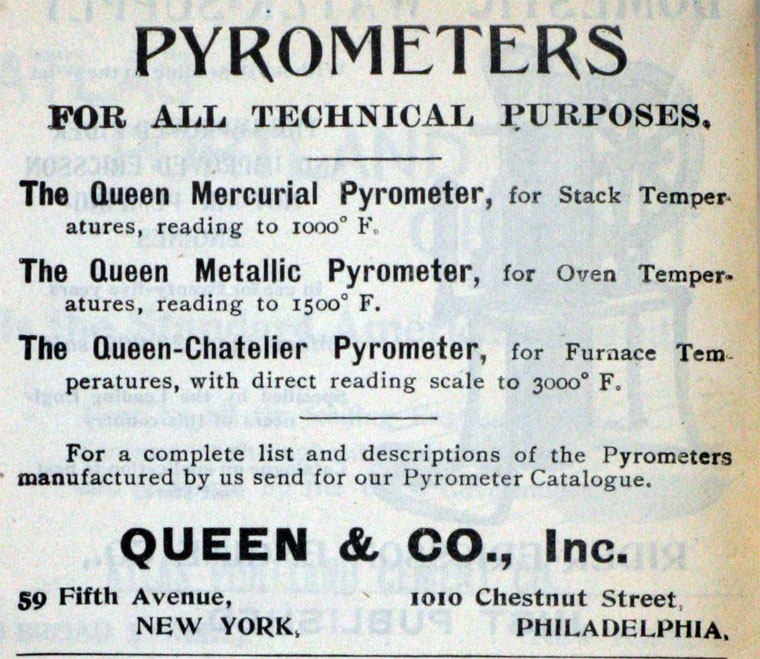 PYROMETERS
FOR ALL TECHNICAL PURPOSES.
The Queen Mercurial Pyrometer, for Stack Temper-
atures, reading to 1000° F.
The Queen Metallic Pyrometer, for Oven Temper-
atures, reading to 1500° F.
The Queen-Chatelier Pyrometer, for Furnace Tem-
peratures, with direct reading scale to 3000° F.
For a complete list and descriptions of the Pyrometers
manufactured by us send for our Pyrometer Catalogue.
QUEEN & CO., Inc.
59 Fifth Avenue, 1010 Chestnut Street,
NEW YORK, PHILADELPHIA.